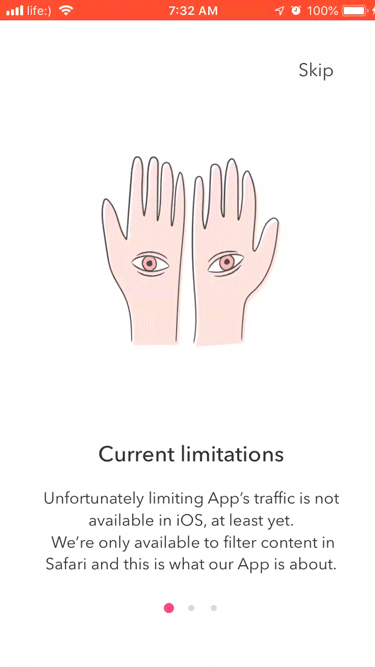 life:) 7:32 AM 100%
Skip
Current limitations
Unfortunately limiting App's traffic is not
available in iOS, at least yet.
We're only available to filter content in
Safari and this is what our App is about.